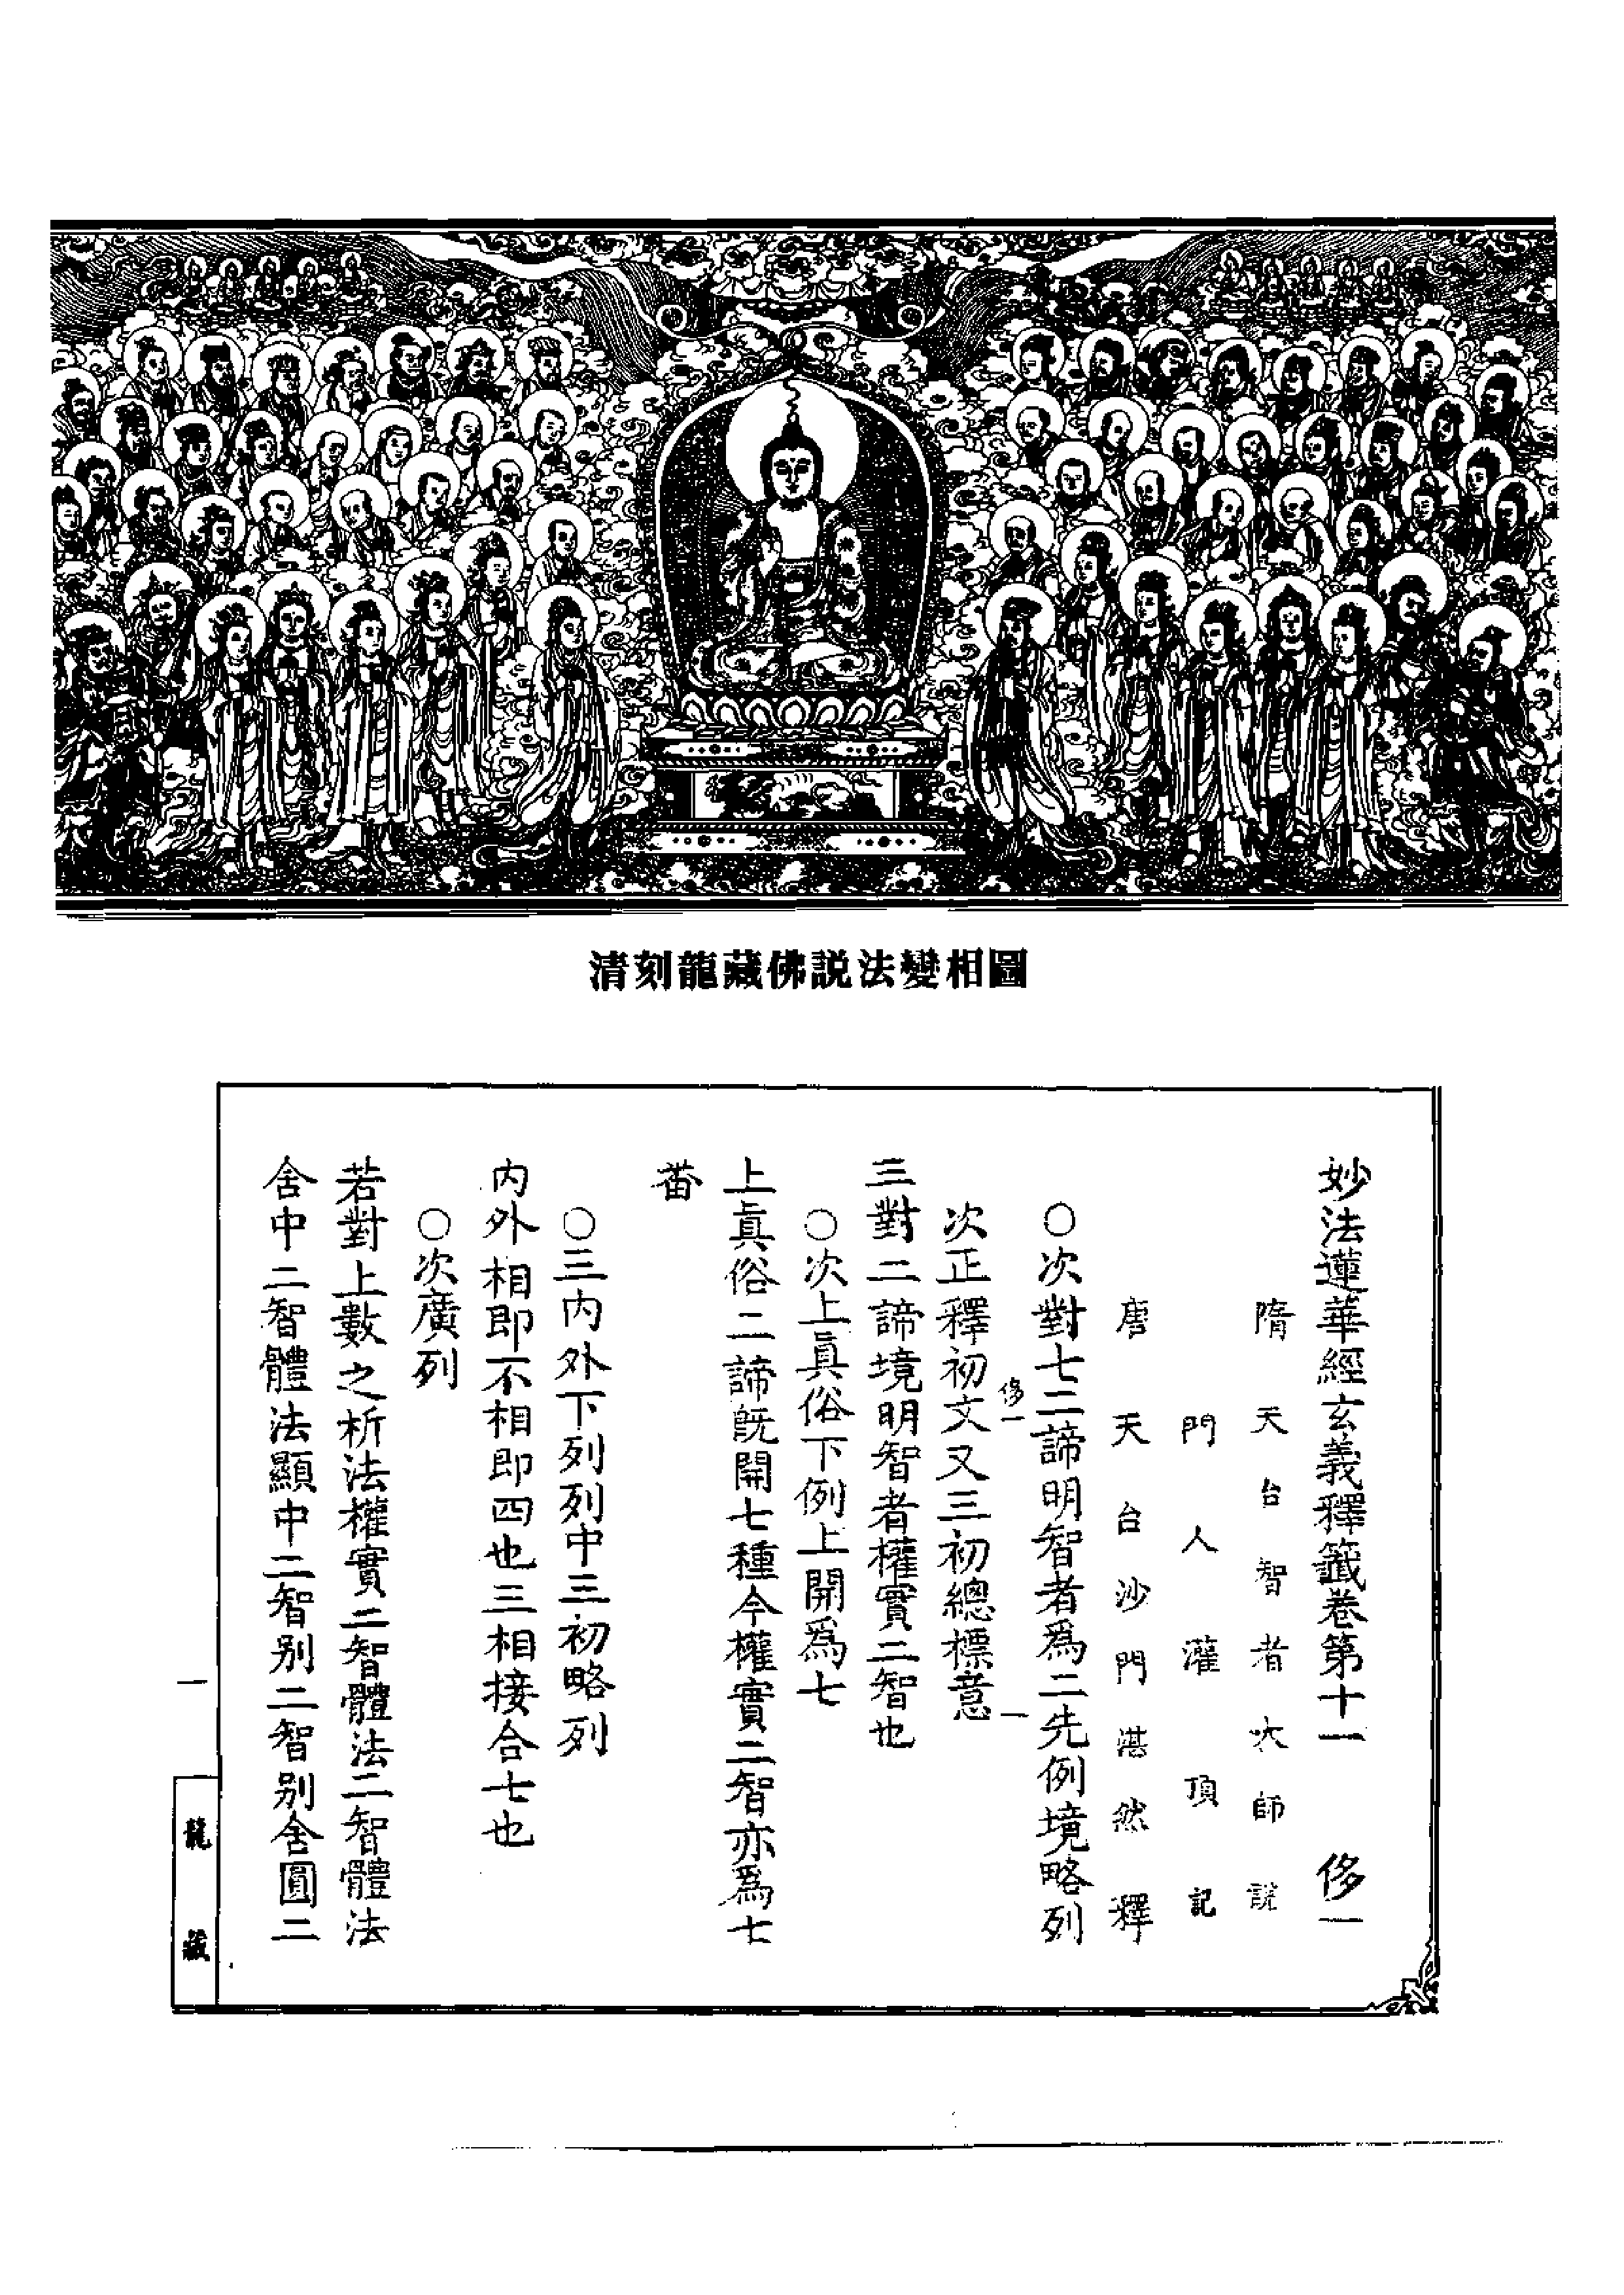 清刻龍藏佛説法變相圖
妙法蓮華經玄義釋籤卷第十一 侈一
隋天台智者大師說
門人灌頂記
唐天台沙門湛然釋
○次對七二諦明智者爲二先例境略列
侈一 一
次正釋初文又三初總標意
三對二諦境明智者權實二智也
○次上眞俗下例上開爲七
上眞俗二諦旣開七種今權實二智亦爲七
番
○三內外下列列中三初略列
內外相即不相即四也三相接合七也
○次廣列
若對上數之析法權實二智體法二智體法
含中二智體法顯中二智別二智別含圓二
一
龍藏